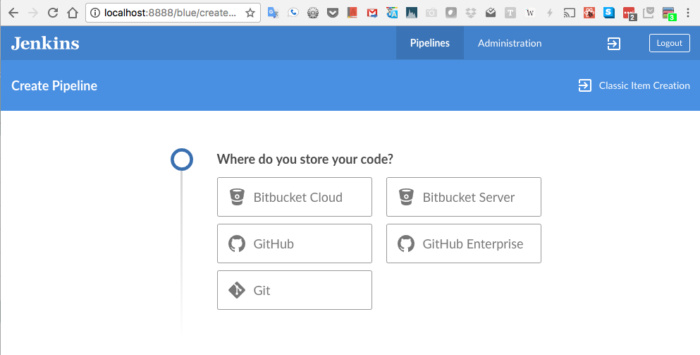 localhost:8888/blue/create...
Jenkins
Pipelines
Administration
Logout
Create Pipeline
Classic Item Creation
Where do you store your code?
Bitbucket Cloud
Bitbucket Server
GitHub
GitHub Enterprise
Git